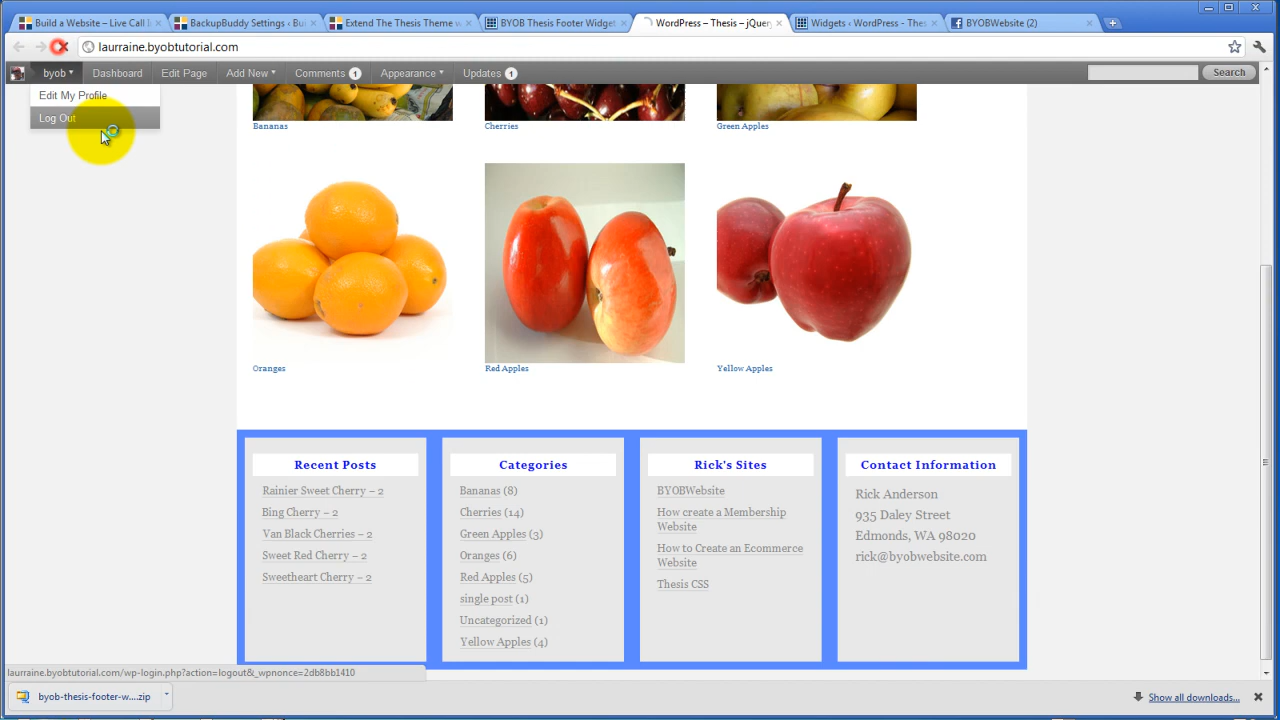 Build a Website – Live Call I
BackupBuddy Settings ‹ Bu
Extend The Thesis Theme w
BYOB Thesis Footer Widget
WordPress – Thesis – jQuery
Widgets ‹ WordPress - Thes
BYOBWebsite (2)
laurraine.byobtutorial.com
byob
Dashboard
Edit Page
Add New
Comments 1
Appearance
Updates 1
Search
Edit My Profile
Log Out
Bananas
Cherries
Green Apples
Oranges
Red Apples
Yellow Apples
Recent Posts
Rainier Sweet Cherry – 2
Bing Cherry – 2
Van Black Cherries – 2
Sweet Red Cherry – 2
Sweetheart Cherry – 2
Categories
Bananas (8)
Cherries (14)
Green Apples (3)
Oranges (6)
Red Apples (5)
single post (1)
Uncategorized (1)
Yellow Apples (4)
Rick's Sites
BYOBWebsite
How create a Membership
Website
How to Create an Ecommerce
Website
Thesis CSS
Contact Information
Rick Anderson
935 Daley Street
Edmonds, WA 98020
rick@byobwebsite.com
laurraine.byobtutorial.com/wp-login.php?action=logout&_wpnonce=2db8bb1410
byob-thesis-footer-w....zip
Show all downloads...